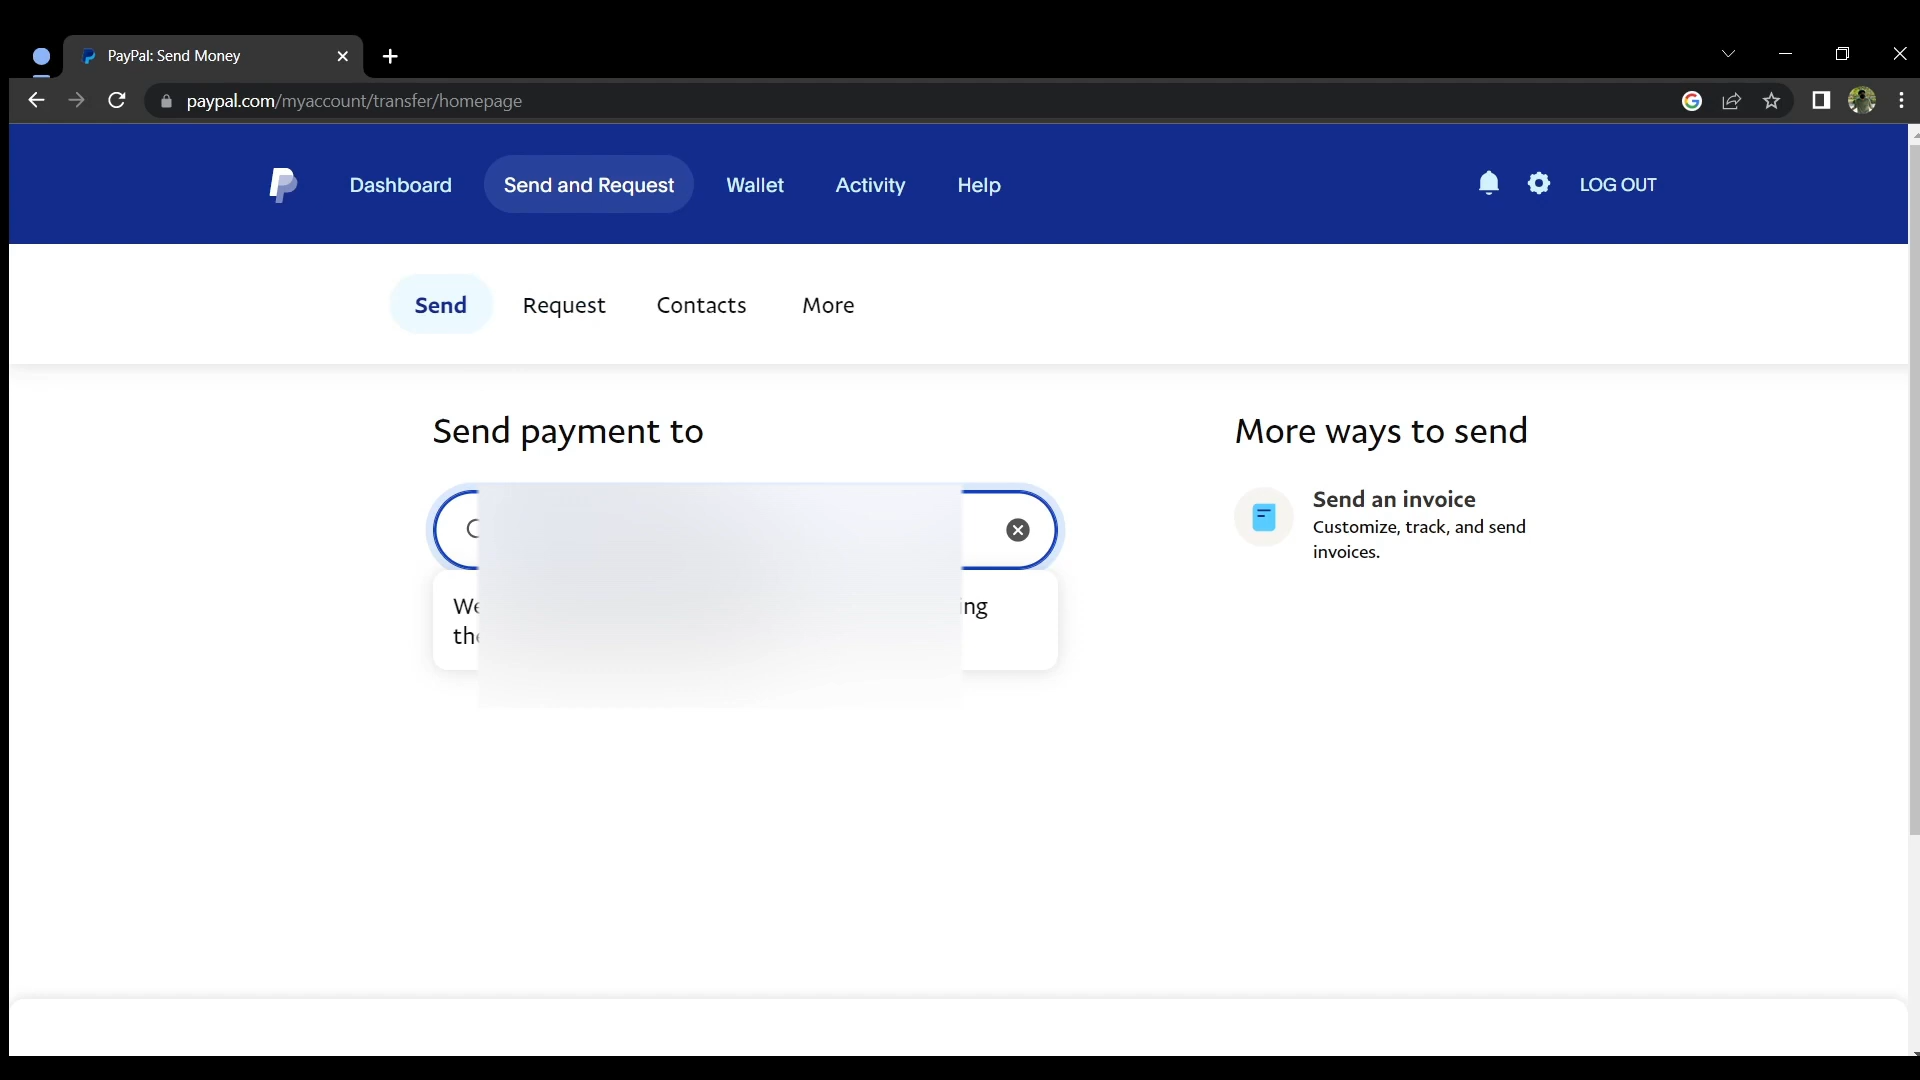 PayPal: Send Money
paypal.com/myaccount/transfer/homepage
Dashboard
Send and Request
Wallet
Activity
Help
LOG OUT
Send
Request
Contacts
More
Send payment to
More ways to send
Send an invoice
Customize, track, and send
invoices.